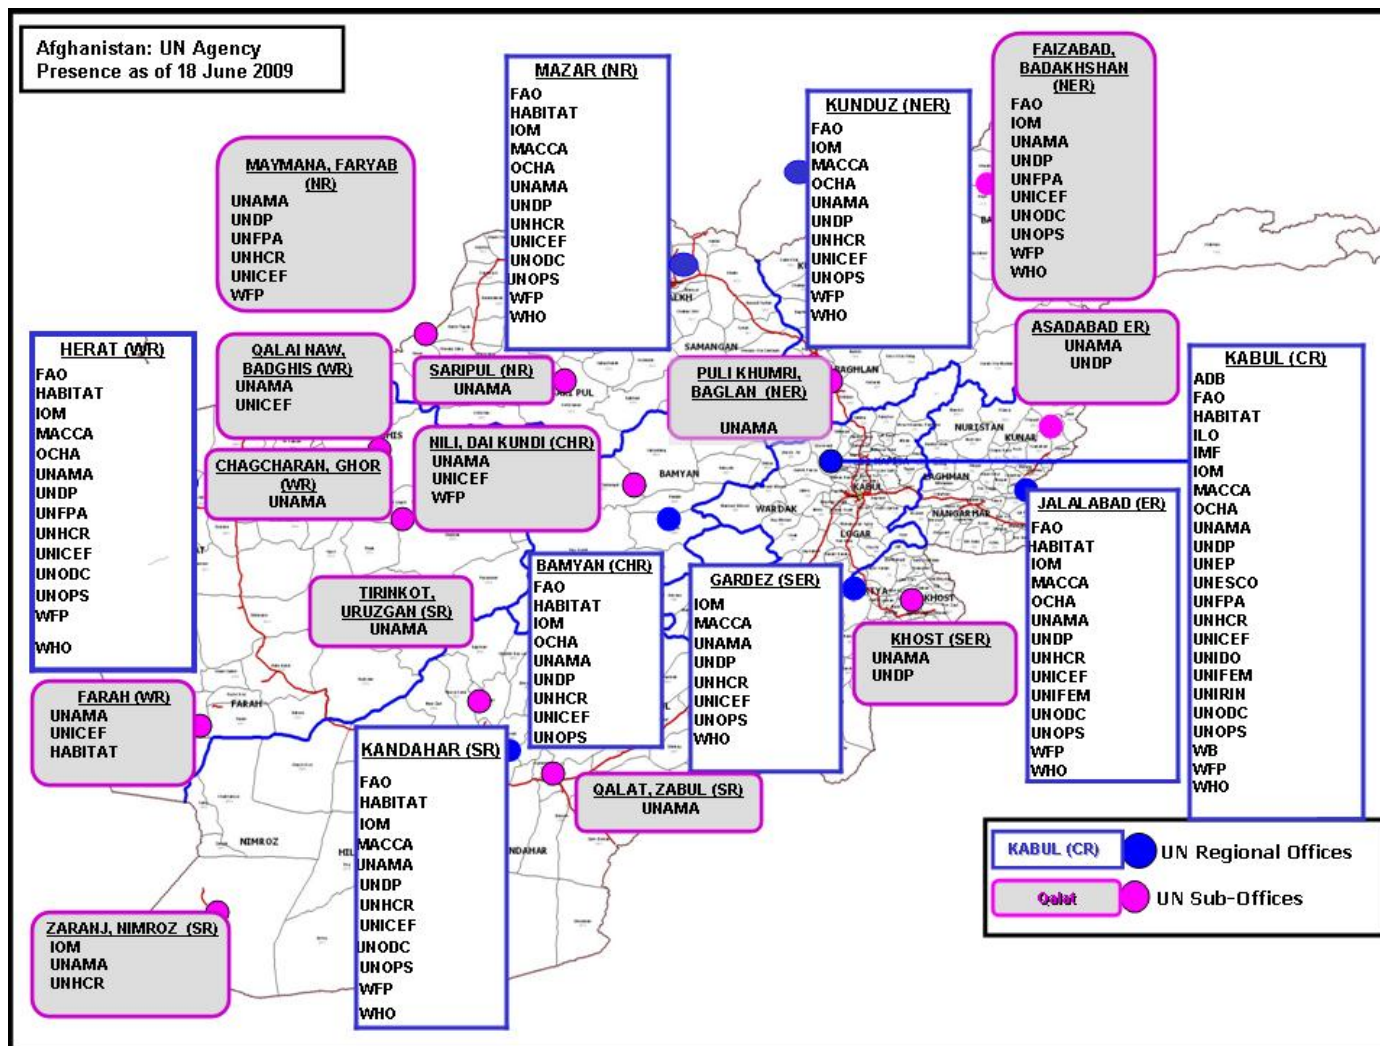 Afghanistan: UN Agency
Presence as of 18 June 2009
MAZAR (NR)
FAO
HABITAT
IOM
MACCA
OCHA
UNAMA
UNDP
UNHCR
UNICEF
UNODC
UNOPS
WFP
WHO
KUNDUZ (NER)
FAO
IOM
MACCA
OCHA
UNAMA
UNDP
UNHCR
UNICEF
UNOPS
WFP
WHO
FAIZABAD,
BADAKHSHAN
(NER)
FAO
IOM
UNAMA
UNDP
UNFPA
UNICEF
UNODC
UNOPS
WFP
WHO
MAYMANA, FARYAB
(NR)
UNAMA
UNDP
UNFPA
UNHCR
UNICEF
WFP
HERAT (WR)
FAO
HABITAT
IOM
MACCA
OCHA
UNAMA
UNDP
UNFPA
UNHCR
UNICEF
UNODC
UNOPS
WFP
WHO
QALAI NAW,
BADGHIS (WR)
UNAMA
UNICEF
SARIPUL (NR)
UNAMA
PULI KHUMRI,
BAGLAN (NER)
UNAMA
ASADABAD ER)
UNAMA
UNDP
KABUL (CR)
ADB
FAO
HABITAT
ILO
IMF
IOM
MACCA
OCHA
UNAMA
UNDP
UNEP
UNESCO
UNFPA
UNHCR
UNICEF
UNIDO
UNIFEM
UNIRIN
UNODC
UNOPS
WB
WFP
WHO
CHAGCHARAN, GHOR
(WR)
UNAMA
NILI, DAI KUNDI (CHR)
UNAMA
UNICEF
WFP
SAMANGAN
BAGHLAN
BAMYAN
WARDAK
KABUL
LOGAR
LAGHMAN
NANGARHAR
NURISTAN
KUNAR
KHOST
FARAH
NIMROZ
JALALABAD (ER)
FAO
HABITAT
IOM
MACCA
OCHA
UNAMA
UNDP
UNHCR
UNICEF
UNIFEM
UNODC
UNOPS
WFP
WHO
TIRINKOT,
URUZGAN (SR)
UNAMA
BAMYAN (CHR)
FAO
HABITAT
IOM
OCHA
UNAMA
UNDP
UNHCR
UNICEF
UNOPS
GARDEZ (SER)
IOM
MACCA
UNAMA
UNDP
UNHCR
UNICEF
UNOPS
WHO
KHOST (SER)
UNAMA
UNDP
FARAH (WR)
UNAMA
UNICEF
HABITAT
KANDAHAR (SR)
FAO
HABITAT
IOM
MACCA
UNAMA
UNDP
UNHCR
UNICEF
UNODC
UNOPS
WFP
WHO
QALAT, ZABUL (SR)
UNAMA
ZARANJ, NIMROZ (SR)
IOM
UNAMA
UNHCR
KABUL (CR)
UN Regional Offices
Qalat
UN Sub-Offices